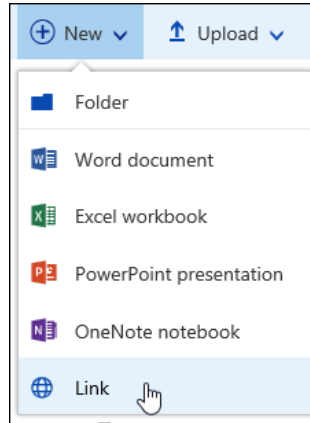 New Upload
Folder
Word document
Excel workbook
PowerPoint presentation
OneNote notebook
Link